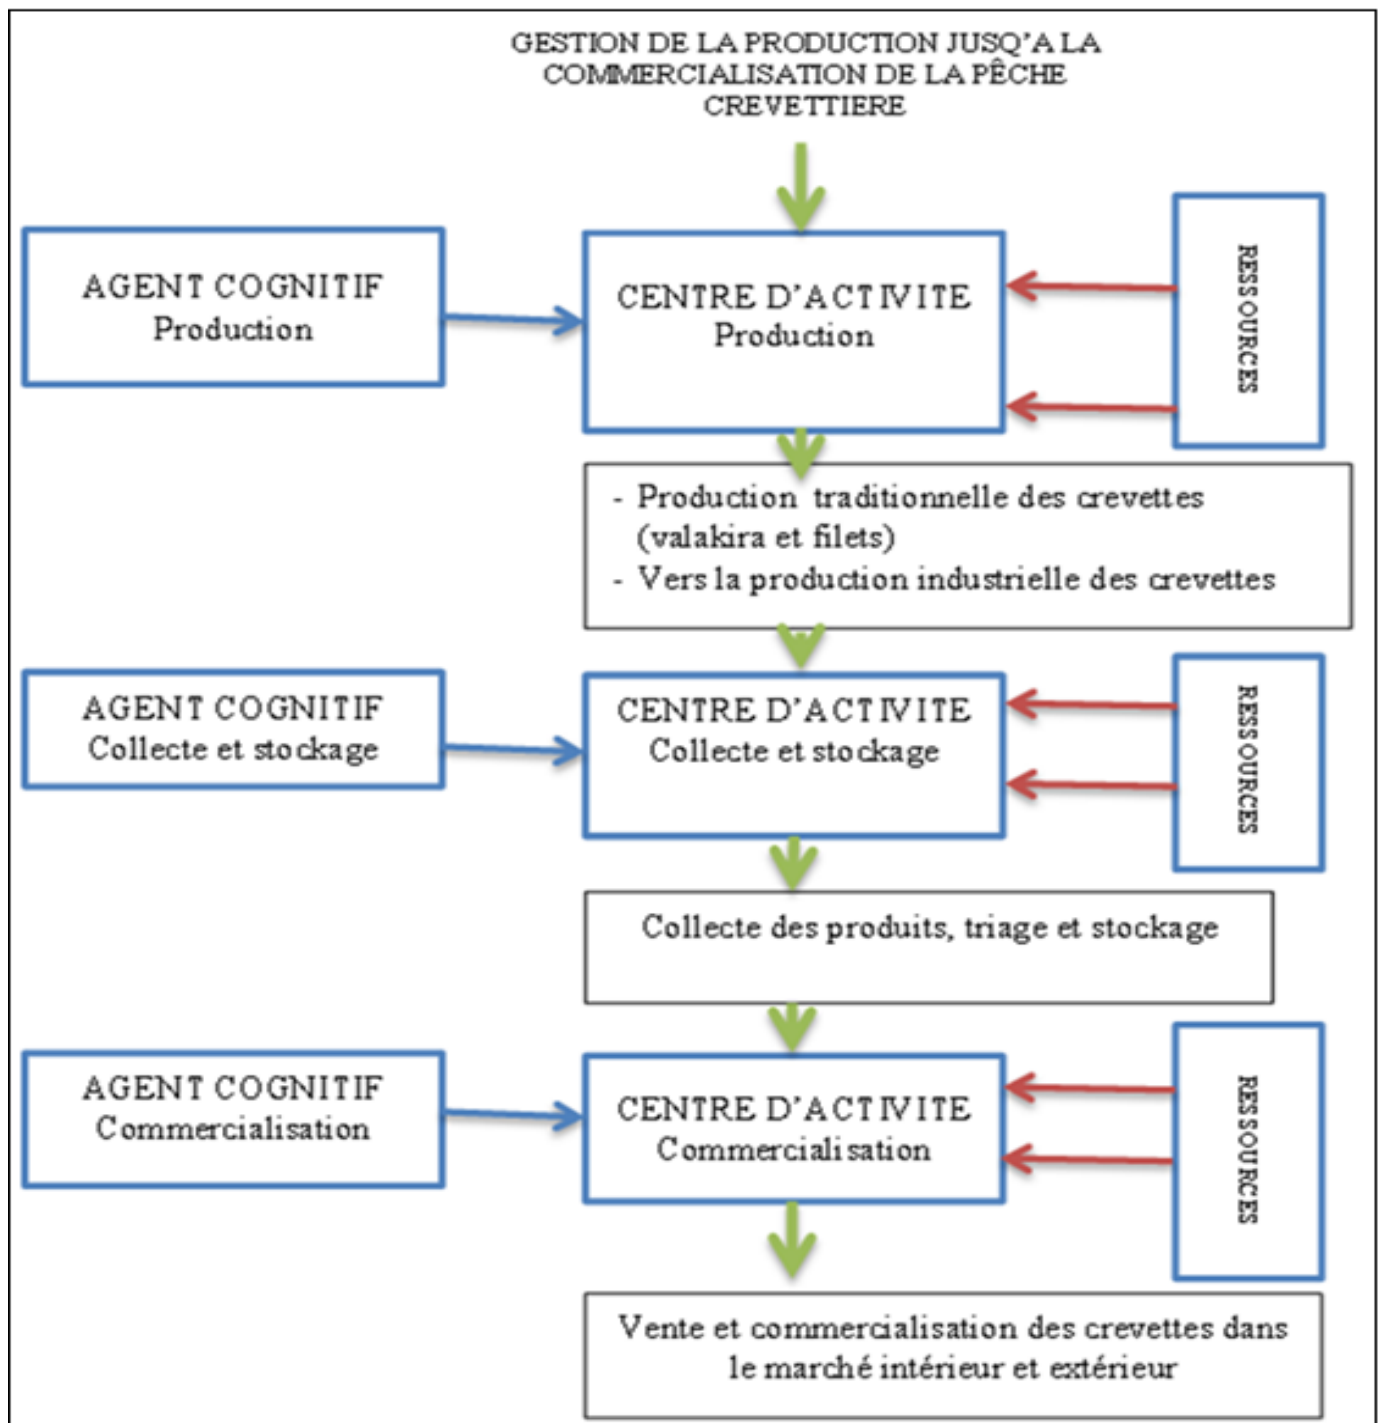 GESTION DE LA PRODUCTION JUSQ'A LA
COMMERCIALISATION DE LA PÊCHE
CREVETTIERE
AGENT COGNITIF
Production
CENTRE D'ACTIVITE
Production
RESSOURCES
- Production traditionnelle des crevettes
(valakira et filets)
- Vers la production industrielle des crevettes
AGENT COGNITIF
Collecte et stockage
CENTRE D'ACTIVITE
Collecte et stockage
RESSOURCES
Collecte des produits, triage et stockage
AGENT COGNITIF
Commercialisation
CENTRE D'ACTIVITE
Commercialisation
RESSOURCES
Vente et commercialisation des crevettes dans
le marché intérieur et extérieur